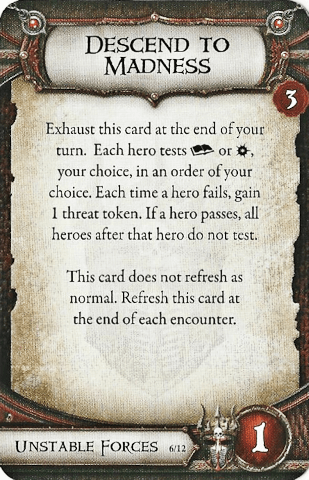 DESCEND TO
MADNESS
3
Exhaust this card at the end of your
turn. Each hero tests or ,
your choice, in an order of your
choice. Each time a hero fails, gain
1 threat token. If a hero passes, all
heroes after that hero do not test.
This card does not refresh as
normal. Refresh this card at
the end of each encounter.
UNSTABLE FORCES 6/12
1